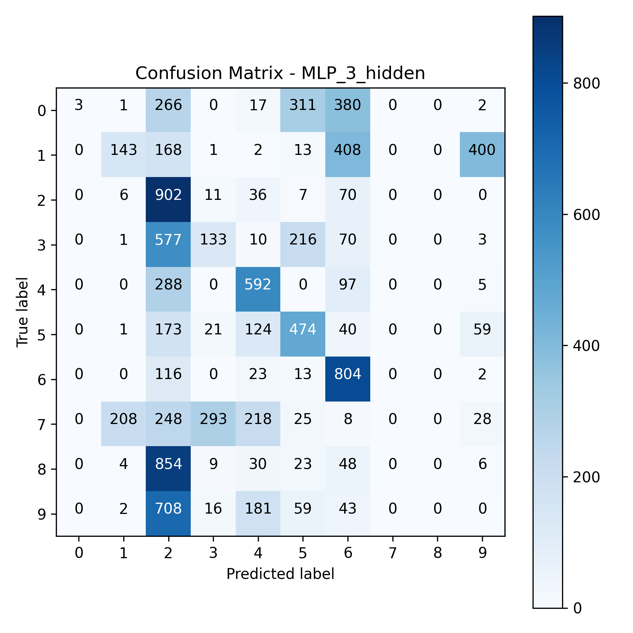 Confusion Matrix - MLP_3_hidden
0 3 1 266 0 17 311 380 0 0 2
1 0 143 168 1 2 13 408 0 0 400
2 0 6 902 11 36 7 70 0 0 0
3 0 1 577 133 10 216 70 0 0 3
4 0 0 288 0 592 0 97 0 0 5
5 0 1 173 21 124 474 40 0 0 59
6 0 0 116 0 23 13 804 0 0 2
7 0 208 248 293 218 25 8 0 0 28
8 0 4 854 9 30 23 48 0 0 6
9 0 2 708 16 181 59 43 0 0 0
0 1 2 3 4 5 6 7 8 9
Predicted label
True label
800
600
400
200
0